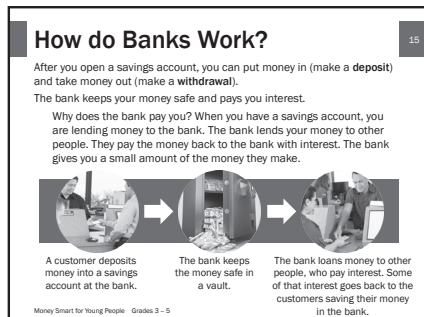 How do Banks Work?
15
After you open a savings account, you can put money in (make a deposit)
and take money out (make a withdrawal).
The bank keeps your money safe and pays you interest.
Why does the bank pay you? When you have a savings account, you
are lending money to the bank. The bank lends your money to other
people. They pay the money back to the bank with interest. The bank
gives you a small amount of the money they make.
A customer deposits
money into a savings
account at the bank.
The bank keeps
the money safe in
a vault.
The bank loans money to other
people, who pay interest. Some
of that interest goes back to the
customers saving their money
in the bank.
Money Smart for Young People Grades 3 – 5